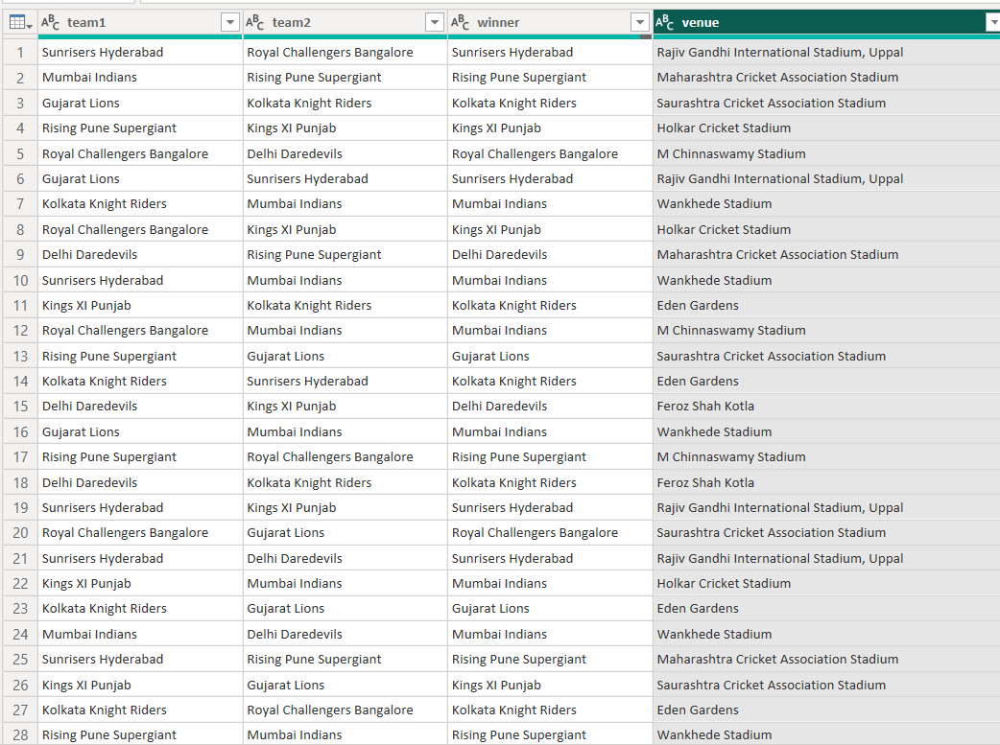 ABC team1 ABC team2 ABC winner ABC venue
1 Sunrisers Hyderabad Royal Challengers Bangalore Sunrisers Hyderabad Rajiv Gandhi International Stadium, Uppal
2 Mumbai Indians Rising Pune Supergiant Rising Pune Supergiant Maharashtra Cricket Association Stadium
3 Gujarat Lions Kolkata Knight Riders Kolkata Knight Riders Saurashtra Cricket Association Stadium
4 Rising Pune Supergiant Kings XI Punjab Kings XI Punjab Holkar Cricket Stadium
5 Royal Challengers Bangalore Delhi Daredevils Royal Challengers Bangalore M Chinnaswamy Stadium
6 Gujarat Lions Sunrisers Hyderabad Sunrisers Hyderabad Rajiv Gandhi International Stadium, Uppal
7 Kolkata Knight Riders Mumbai Indians Mumbai Indians Wankhede Stadium
8 Royal Challengers Bangalore Kings XI Punjab Kings XI Punjab Holkar Cricket Stadium
9 Delhi Daredevils Rising Pune Supergiant Delhi Daredevils Maharashtra Cricket Association Stadium
10 Sunrisers Hyderabad Mumbai Indians Mumbai Indians Wankhede Stadium
11 Kings XI Punjab Kolkata Knight Riders Kolkata Knight Riders Eden Gardens
12 Royal Challengers Bangalore Mumbai Indians Mumbai Indians M Chinnaswamy Stadium
13 Rising Pune Supergiant Gujarat Lions Gujarat Lions Saurashtra Cricket Association Stadium
14 Kolkata Knight Riders Sunrisers Hyderabad Kolkata Knight Riders Eden Gardens
15 Delhi Daredevils Kings XI Punjab Delhi Daredevils Feroz Shah Kotla
16 Gujarat Lions Mumbai Indians Mumbai Indians Wankhede Stadium
17 Rising Pune Supergiant Royal Challengers Bangalore Rising Pune Supergiant M Chinnaswamy Stadium
18 Delhi Daredevils Kolkata Knight Riders Kolkata Knight Riders Feroz Shah Kotla
19 Sunrisers Hyderabad Kings XI Punjab Sunrisers Hyderabad Rajiv Gandhi International Stadium, Uppal
20 Royal Challengers Bangalore Gujarat Lions Royal Challengers Bangalore Saurashtra Cricket Association Stadium
21 Sunrisers Hyderabad Delhi Daredevils Sunrisers Hyderabad Rajiv Gandhi International Stadium, Uppal
22 Kings XI Punjab Mumbai Indians Mumbai Indians Holkar Cricket Stadium
23 Kolkata Knight Riders Gujarat Lions Gujarat Lions Eden Gardens
24 Mumbai Indians Delhi Daredevils Mumbai Indians Wankhede Stadium
25 Sunrisers Hyderabad Rising Pune Supergiant Rising Pune Supergiant Maharashtra Cricket Association Stadium
26 Kings XI Punjab Gujarat Lions Kings XI Punjab Saurashtra Cricket Association Stadium
27 Kolkata Knight Riders Royal Challengers Bangalore Kolkata Knight Riders Eden Gardens
28 Rising Pune Supergiant Mumbai Indians Rising Pune Supergiant Wankhede Stadium